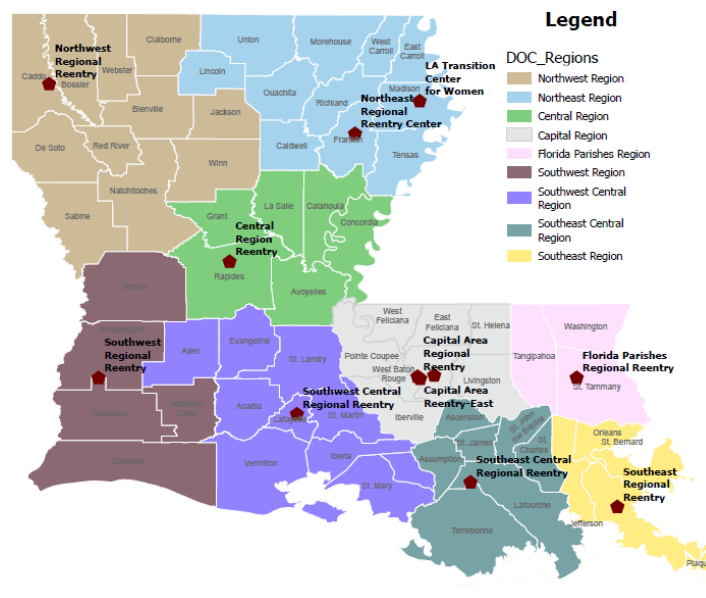 Legend
DOC_Regions
Northwest Region
Northeast Region
Central Region
Capital Region
Florida Parishes Region
Southwest Region
Southwest Central
Region
Southeast Central
Region
Southeast Region
Claiborne
Union
Morehouse
West
Carroll
East
Carroll
Northwest
Regional
Reentry
Caddo
Bossier
Webster
Lincoln
LA Transition
Center
for Women
Madison
Ouachita
Richland
Northeast
Regional
Reentry Center
Franklin
Bienville
Jackson
De Soto
Red River
Winn
Caldwell
Tensas
Natchitoches
Sabine
Grant
La Salle
Catahoula
Concordia
Central
Region
Reentry
Rapides
Avoyelles
Vernon
Beauregard
Southwest
Regional
Reentry
Allen
Evangeline
St. Landry
Pointe Coupee
West
Feliciana
East
Feliciana
St. Helena
Washington
Tangipahoa
Capital Area
Regional
Reentry
West Baton
Rouge
Livingston
Capital Area
Reentry-East
Florida Parishes
Regional Reentry
St. Tammany
Calcasieu
Jefferson
Davis
Acadia
Lafayette
Southwest Central
Regional Reentry
St. Martin
Iberville
Ascension
St. John
the Baptist
Cameron
Vermilion
Iberia
St. Mary
Assumption
St. James
St.
Charles
Southeast Central
Regional Reentry
Orleans
St. Bernard
Southeast
Regional
Reentry
Lafourche
Terrebonne
Jefferson
Plaqu